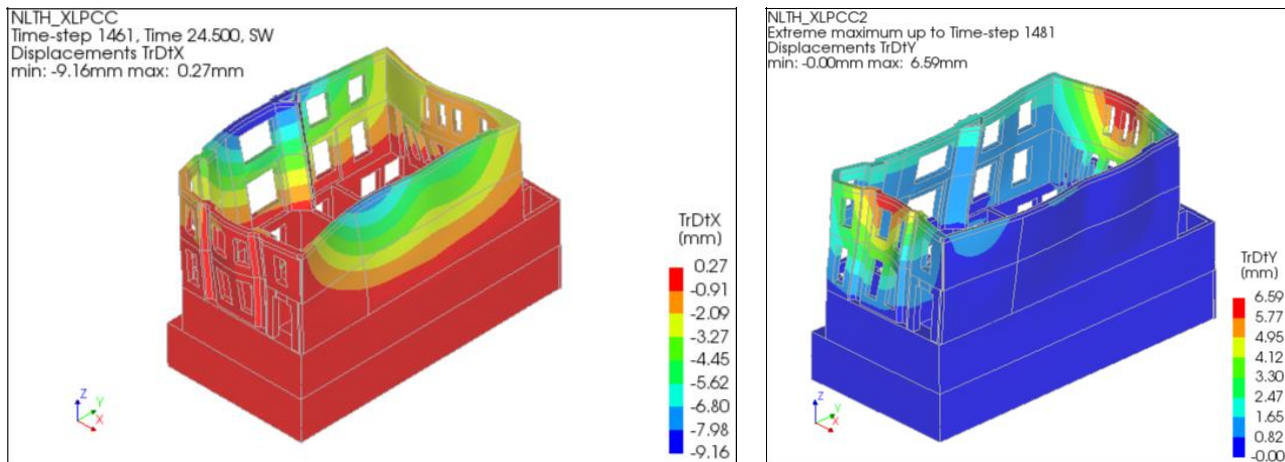 NLTH_XLPCC
Time-step 1461, Time 24.500, SW
Displacements TrDtX
min: -9.16mm max: 0.27mm
TrDtX
(mm)
0.27
-0.91
-2.09
-3.27
-4.45
-5.62
-6.80
-7.98
-9.16
Z
Y
X
NLTH_XLPCC2
Extreme maximum up to Time-step 1481
Displacements TrDtY
min: -0.00mm max: 6.59mm
TrDtY
(mm)
6.59
5.77
4.95
4.12
3.30
2.47
1.65
0.82
-0.00
Z
Y
X